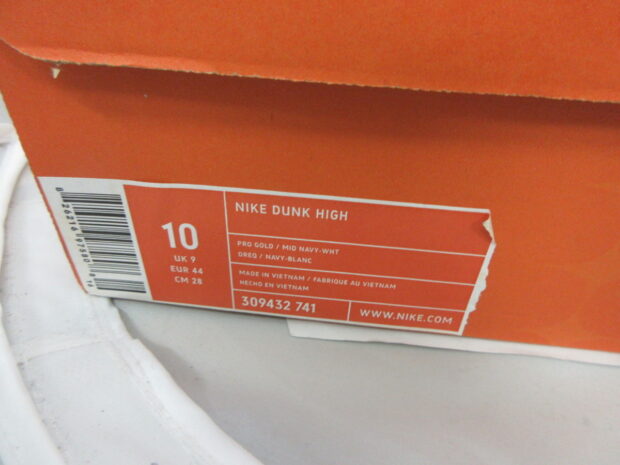 10
UK 9
EUR 44
CM 28
NIKE DUNK HIGH
PRO GOLD / MID NAVY-WHT
DREQ / NAVY-BLANC
MADE IN VIETNAM / FABRIQUE AU VIETNAM
HECHO EN VIETNAM
309432 741
WWW.NIKE.COM